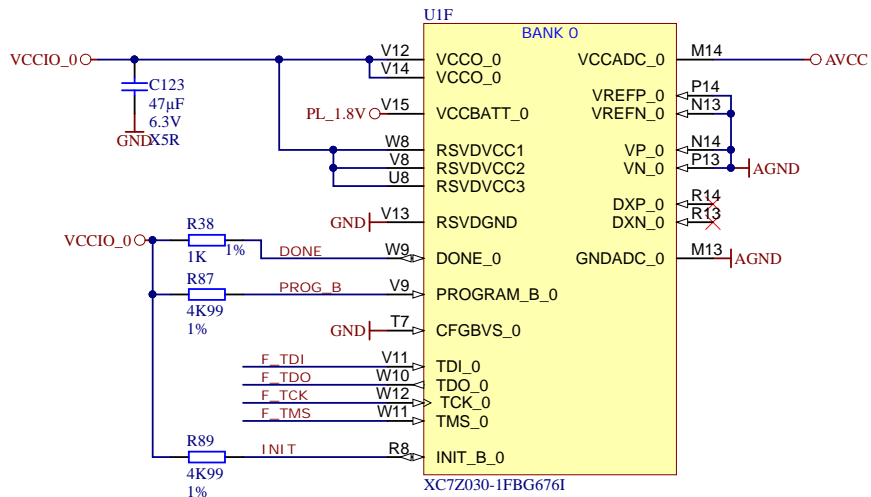 U1F
BANK 0
VCCIO_0
V12
VCCO_0
V14
VCCO_0
VCCADC_0
M14
AVCC
C123
47µF
6.3V
X5R
GND
PL_1.8V
V15
VCCBATT_0
VREFP_0
P14
VREFN_0
N13
W8
RSVDVCC1
V8
RSVDVCC2
U8
RSVDVCC3
VP_0
N14
VN_0
P13
AGND
DXP_0
R14
DXN_0
R13
GND
V13
RSVDGND
VCCIO_0
R38
1K
1%
DONE
W9
DONE_0
GNDADC_0
M13
AGND
R87
4K99
1%
PROG_B
V9
PROGRAM_B_0
GND
T7
CFGBVS_0
F_TDI
V11
TDI_0
F_TDO
W10
TDO_0
F_TCK
W12
TCK_0
F_TMS
W11
TMS_0
R89
4K99
1%
INIT
R8
INIT_B_0
XC7Z030-1FBG676I